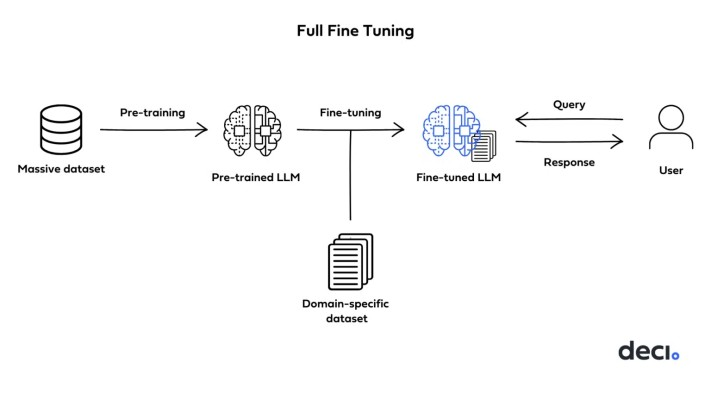 Full Fine Tuning
Pre-training
Fine-tuning
Query
Massive dataset
Pre-trained LLM
Fine-tuned LLM
Response
User
Domain-specific
dataset
deci.